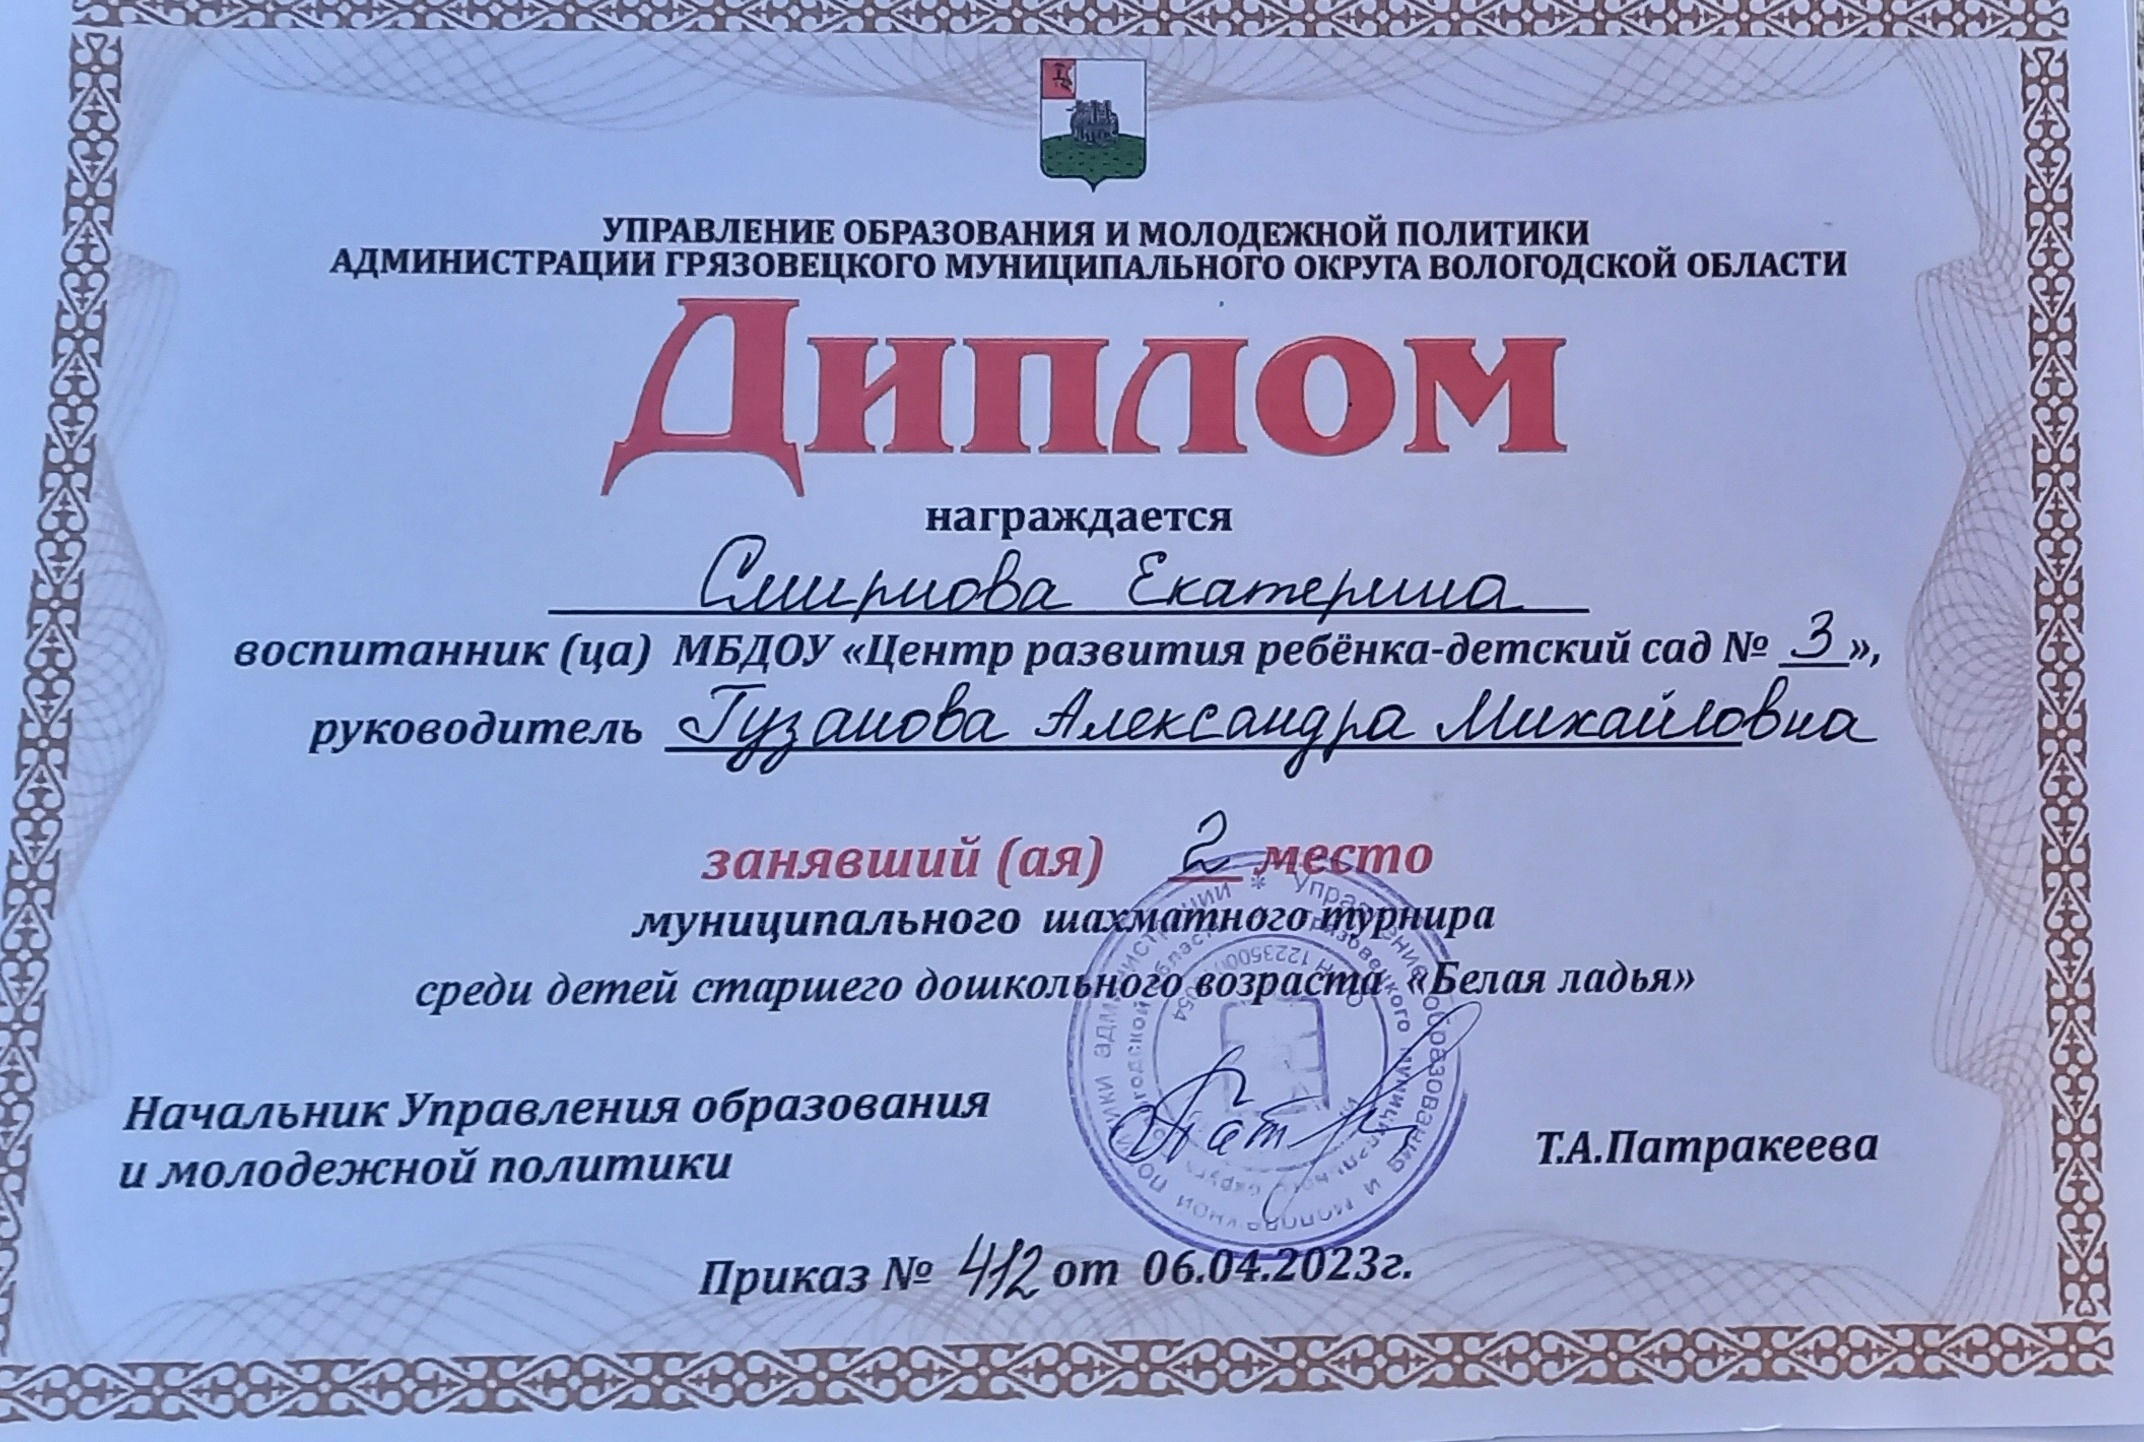 УПРАВЛЕНИЕ ОБРАЗОВАНИЯ И МОЛОДЕЖНОЙ ПОЛИТИКИ
АДМИНИСТРАЦИИ ГРЯЗОВЕЦКОГО МУНИЦИПАЛЬНОГО ОКРУГА ВОЛОГОДСКОЙ ОБЛАСТИ
Диплом
награждается
Смирнова Екатерина
воспитанник (ца) МБДОУ «Центр развития ребёнка-детский сад № 3»,
руководитель Гузанова Александра Михайловна
занявший (ая) 2 место
муниципального шахматного турнира
среди детей старшего дошкольного возраста «Белая ладья»
Начальник Управления образования
и молодежной политики
Т.А.Патракеева
Приказ № 412 от 06.04.2023г.